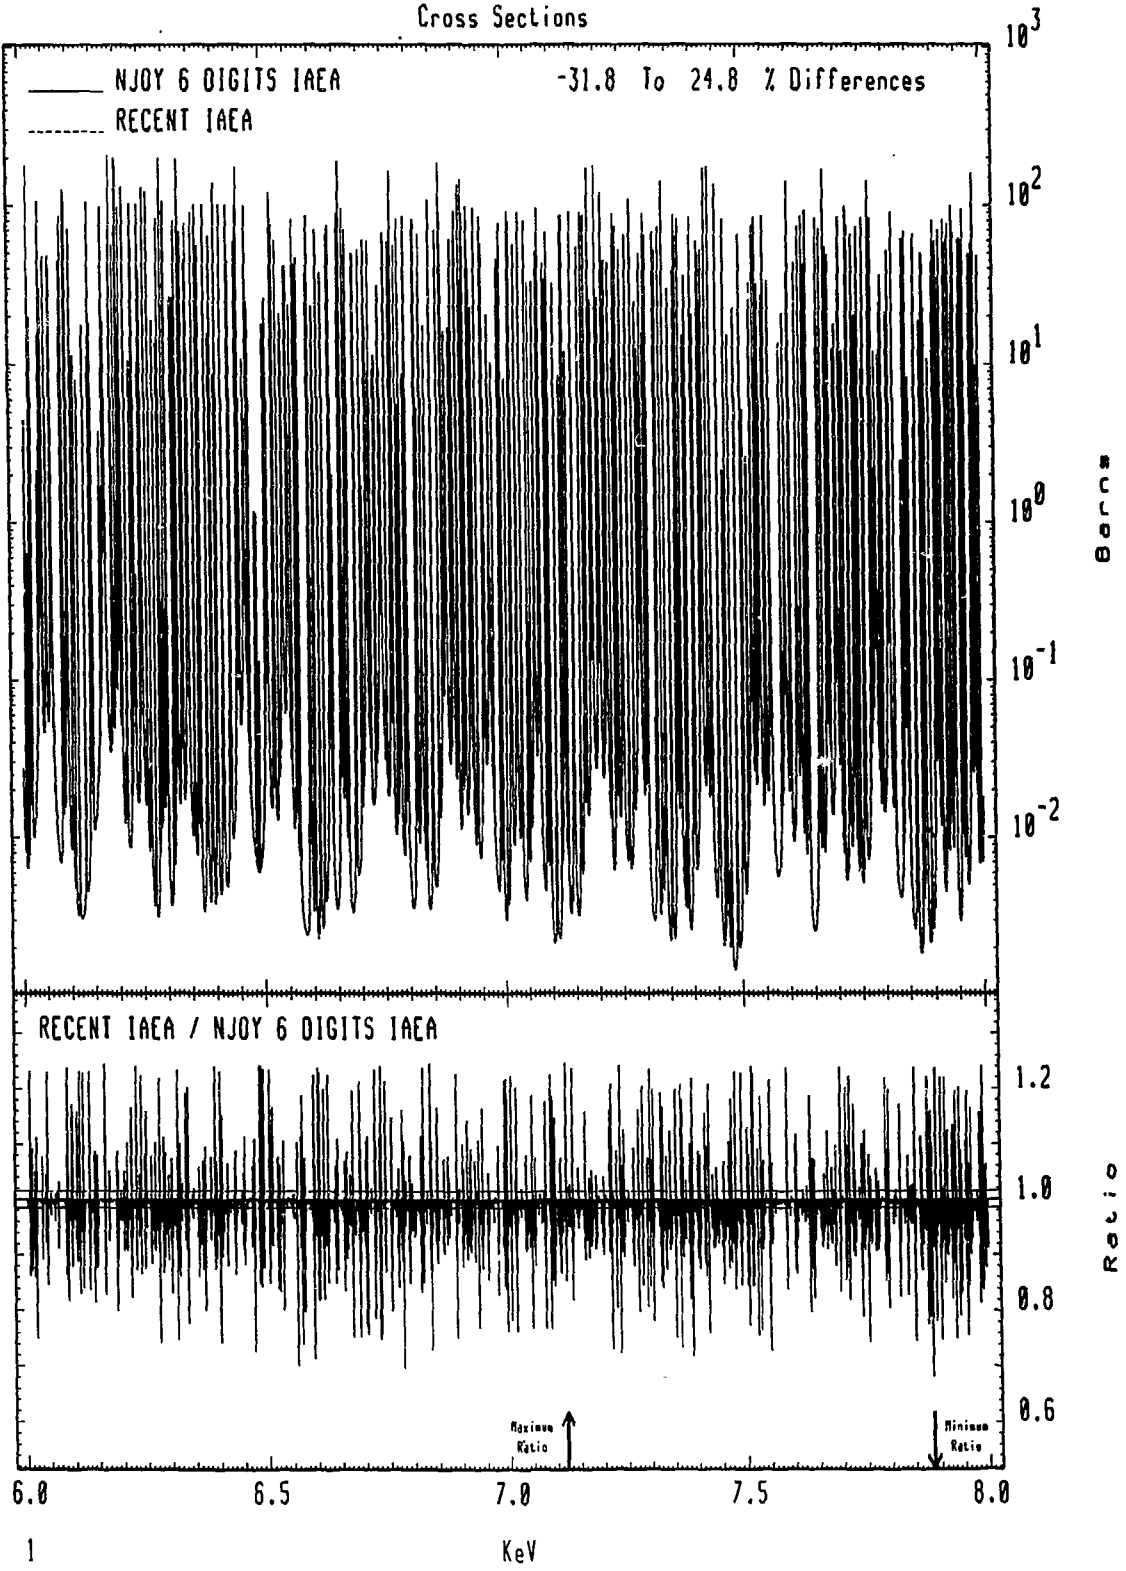 Cross Sections
NJOY 6 DIGITS IAEA
-31.8 To 24.8 % Differences
RECENT IAEA
10^3
10^2
10^1
10^0
10^-1
10^-2
Barns
RECENT IAEA / NJOY 6 DIGITS IAEA
1.2
1.0
0.8
0.6
Ratio
Maximum
Ratio
Minimum
Ratio
6.0 6.5 7.0 7.5 8.0
1 KeV